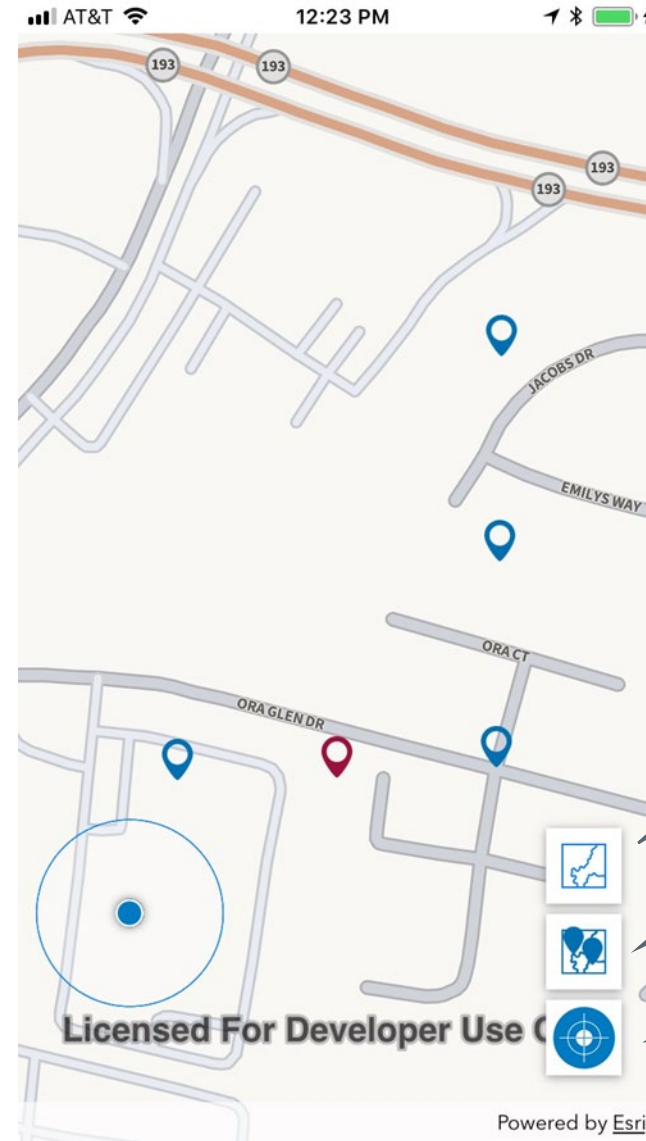 AT&T 12:23 PM
193
193
193
193
JACOBS DR
EMILYS WAY
ORA CT
ORA GLEN DR
Licensed For Developer Use
Powered by Esri